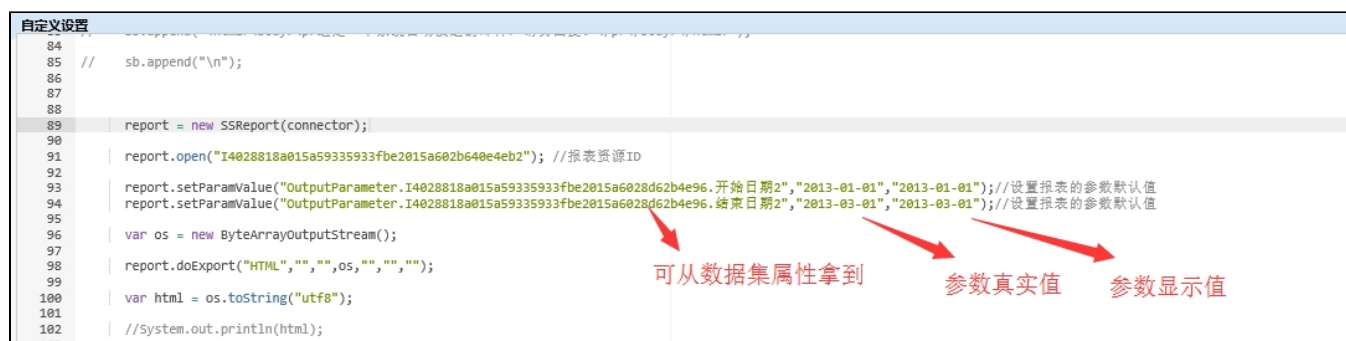 自定义设置
84
85 // sb.append("\n");
86
87
88
89 report = new SSReport(connector);
90
91 report.open("I4028818a015a59335933fbe2015a602b640e4eb2"); //报表资源ID
92
93 report.setParamValue("OutputParameter.I4028818a015a59335933fbe2015a6028d62b4e96.开始日期2","2013-01-01","2013-01-01");//设置报表的参数默认值
94 report.setParamValue("OutputParameter.I4028818a015a59335933fbe2015a6028d62b4e96.结束日期2","2013-03-01","2013-03-01");//设置报表的参数默认值
95
96 var os = new ByteArrayOutputStream();
97
98 report.doExport("HTML","","",os,"","","");
99
100 var html = os.toString("utf8");
101
102 //System.out.println(html);
可从数据集属性拿到
参数真实值
参数显示值